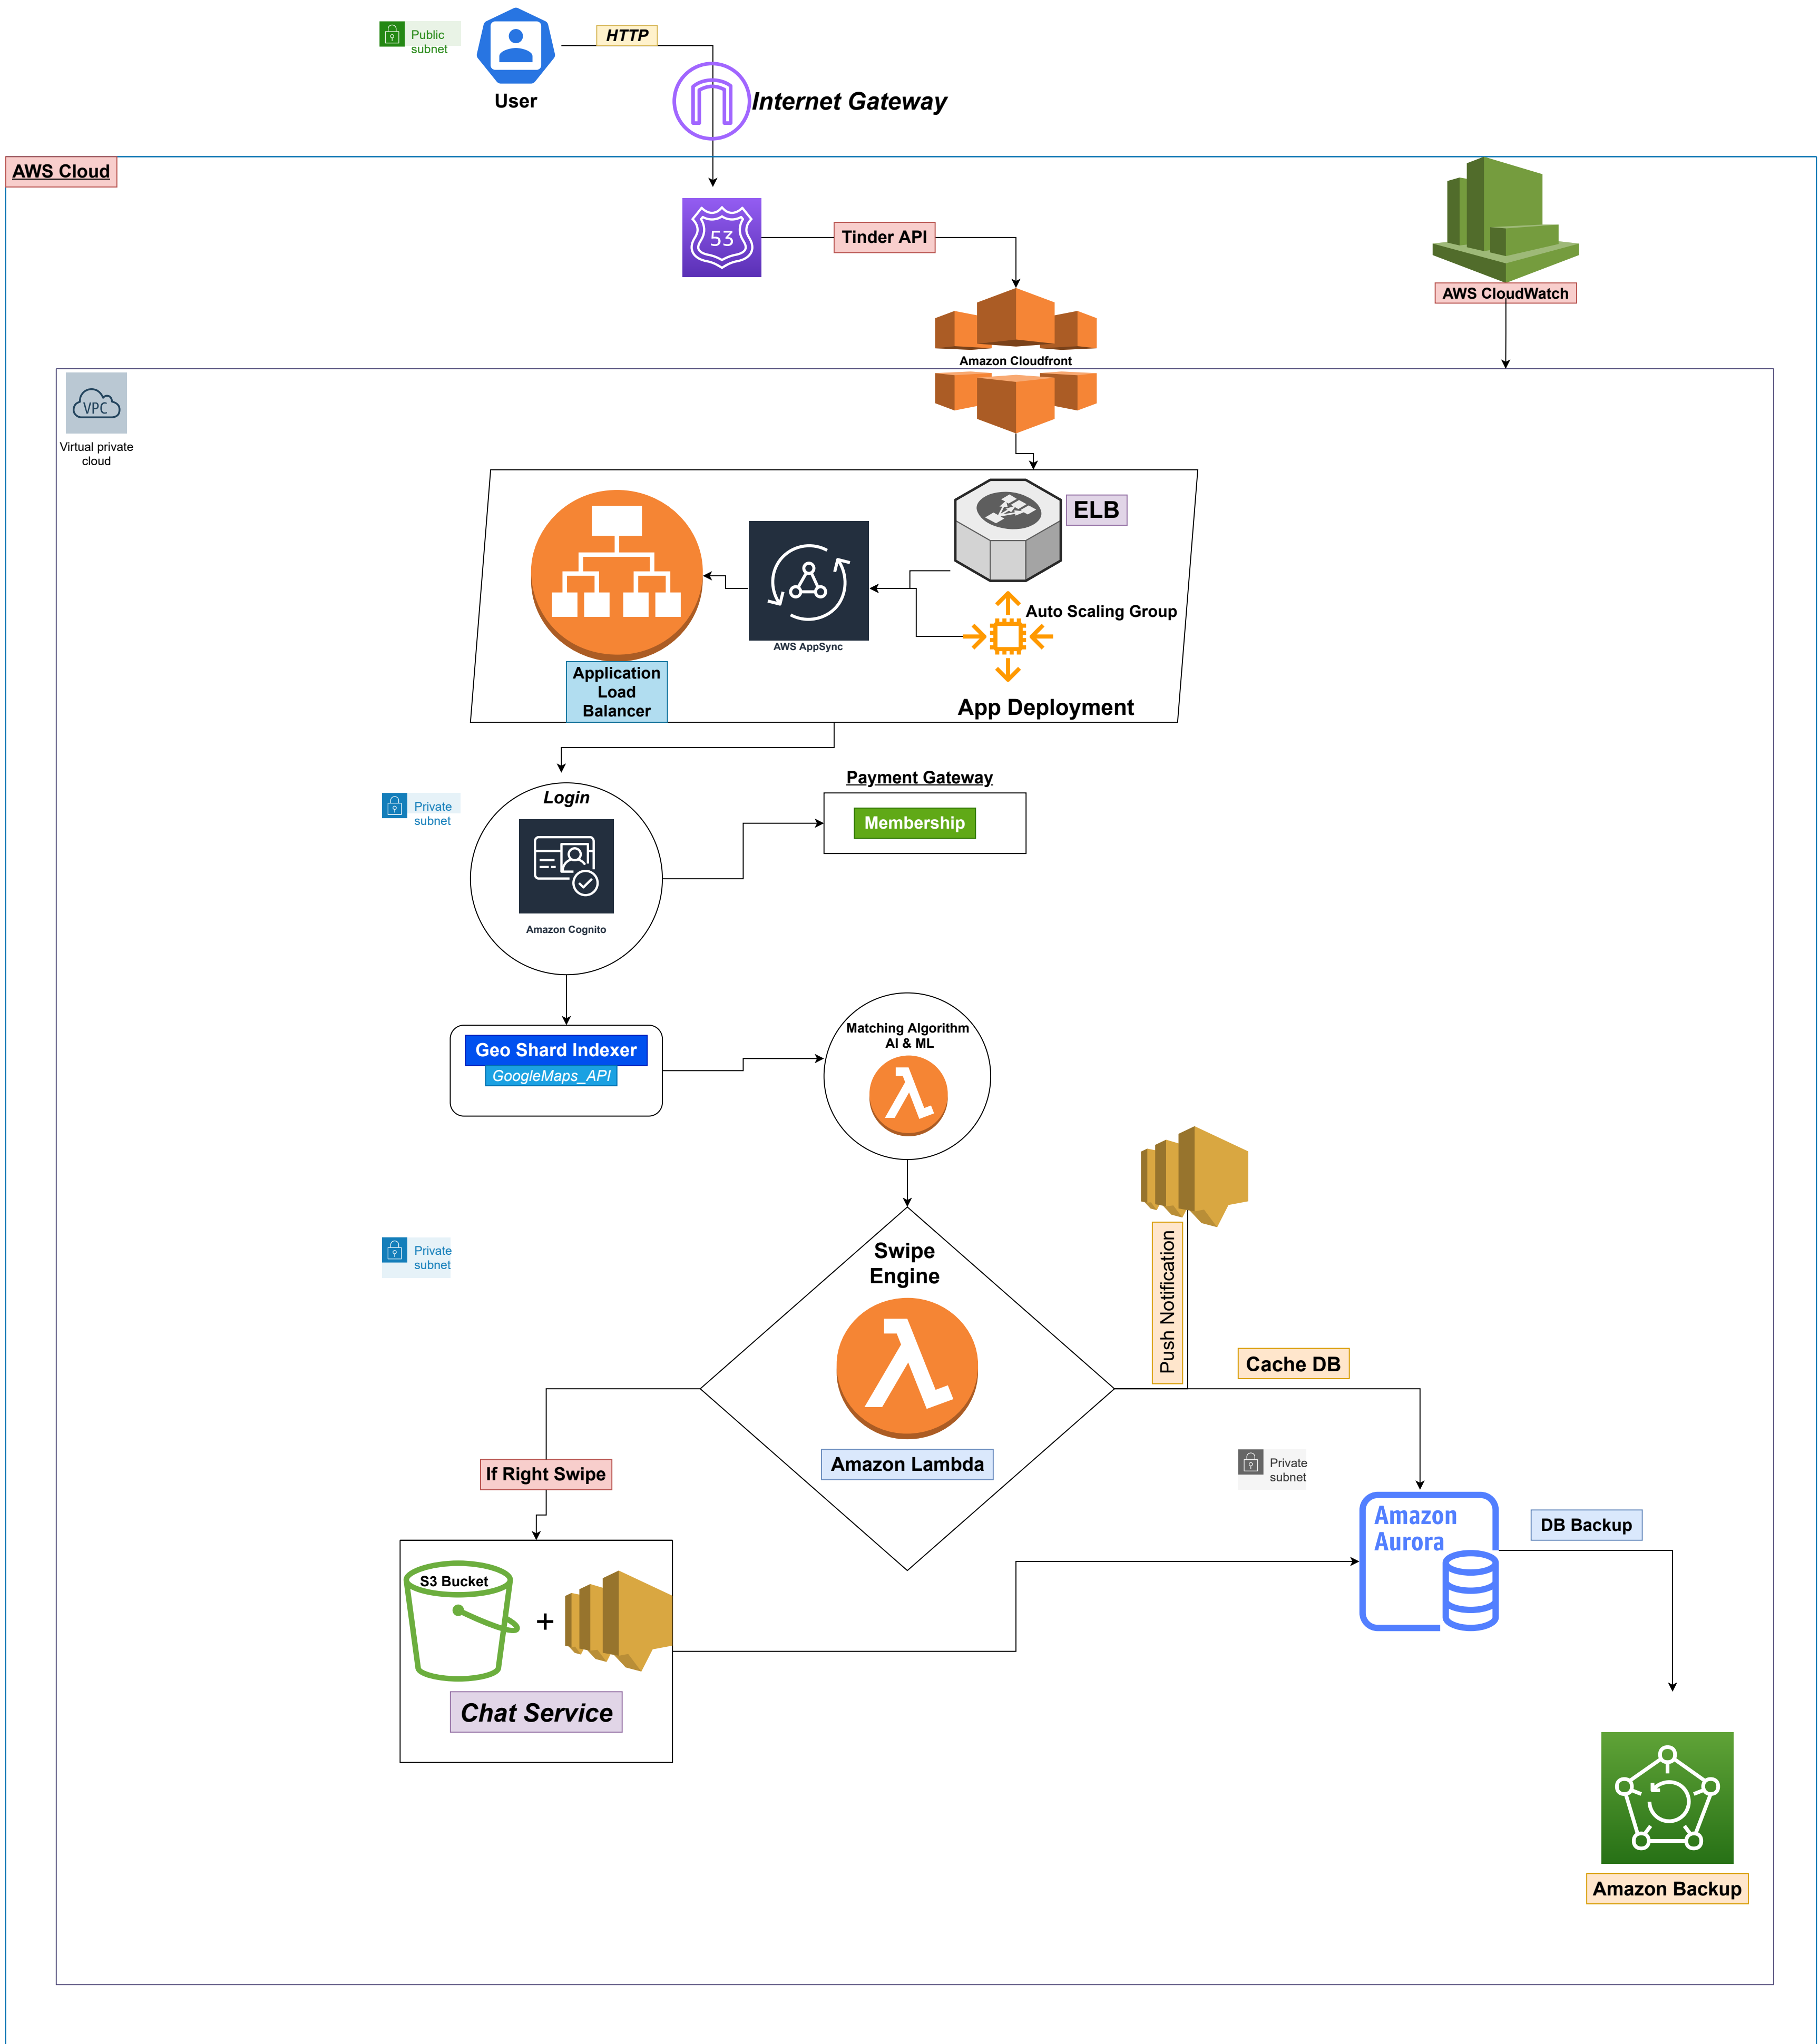 Public
subnet
HTTP
User
Internet Gateway
AWS Cloud
53
Tinder API
AWS CloudWatch
Amazon Cloudfront
VPC
Virtual private
cloud
ELB
Auto Scaling Group
AWS AppSync
Application
Load
Balancer
App Deployment
Private
subnet
Login
Amazon Cognito
Payment Gateway
Membership
Geo Shard Indexer
GoogleMaps_API
Matching Algorithm
AI & ML
Private
subnet
Swipe
Engine
Amazon Lambda
Push Notification
Cache DB
If Right Swipe
Private
subnet
Amazon
Aurora
DB Backup
S3 Bucket
+
Chat Service
Amazon Backup